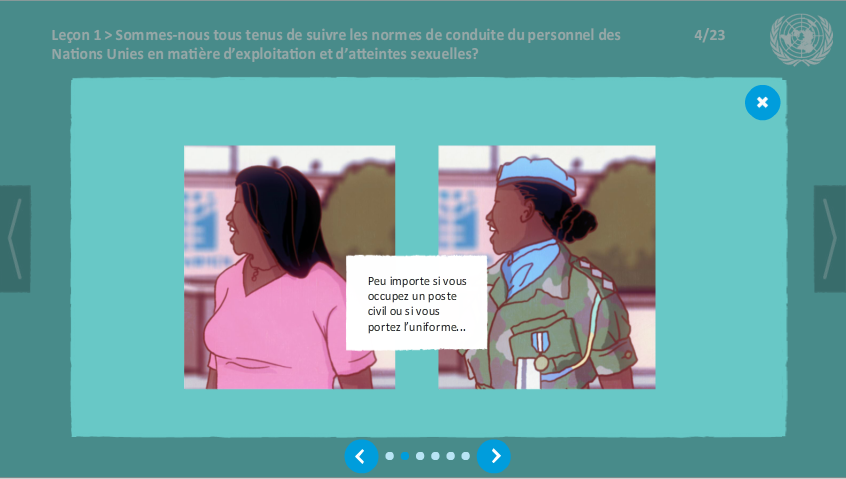 Leçon 1 > Sommes-nous tous tenus de suivre les normes de conduite du personnel des
Nations Unies en matière d'exploitation et d'atteintes sexuelles?
4/23
Peu importe si vous
occupez un poste
civil ou si vous
portez l'uniforme...